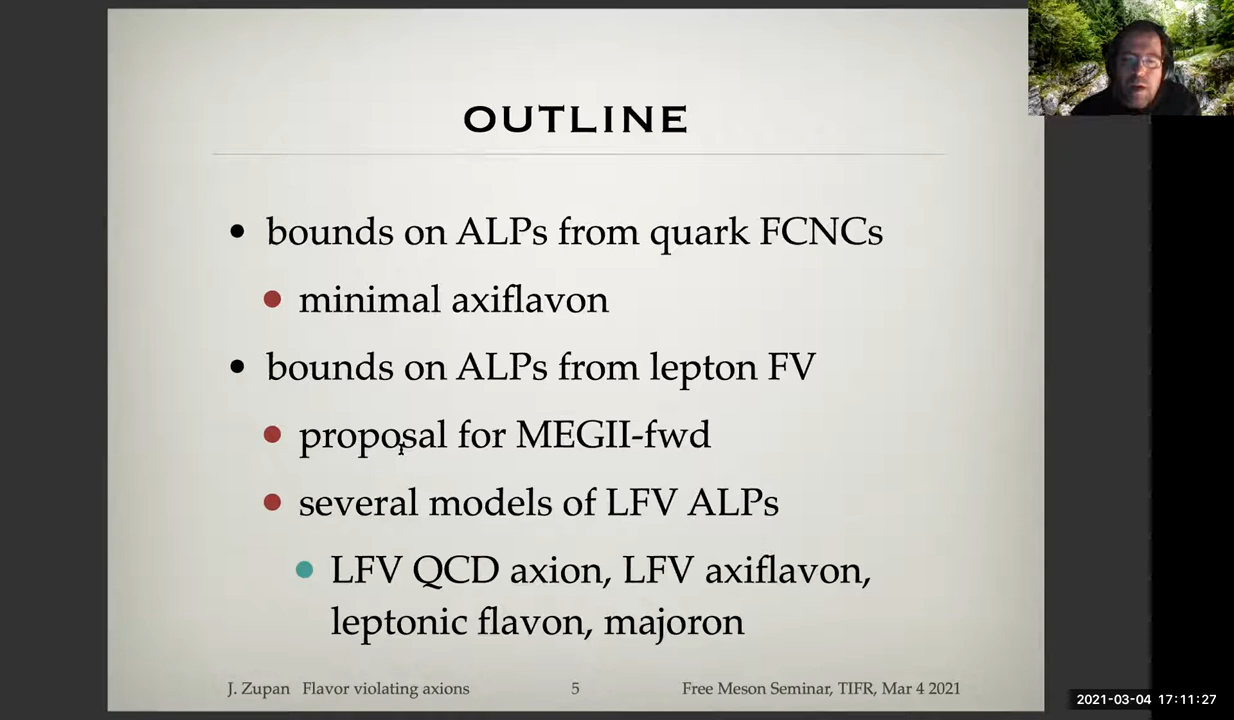 OUTLINE
• bounds on ALPs from quark FCNCs
• minimal axiflavon
• bounds on ALPs from lepton FV
• proposal for MEGII-fwd
• several models of LFV ALPs
• LFV QCD axion, LFV axiflavon,
leptonic flavon, majoron
J. Zupan Flavor violating axions 5 Free Meson Seminar, TIFR, Mar 4 2021
2021-03-04 17:11:27